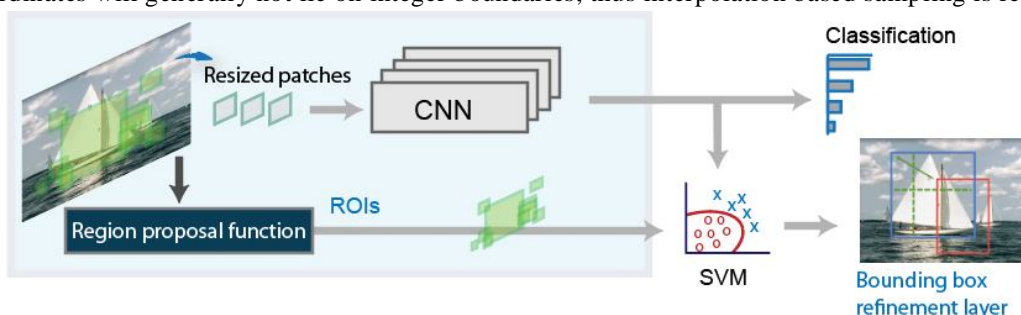 Classification
Resized patches
CNN
ROIs
Region proposal function
SVM
Bounding box
refinement layer